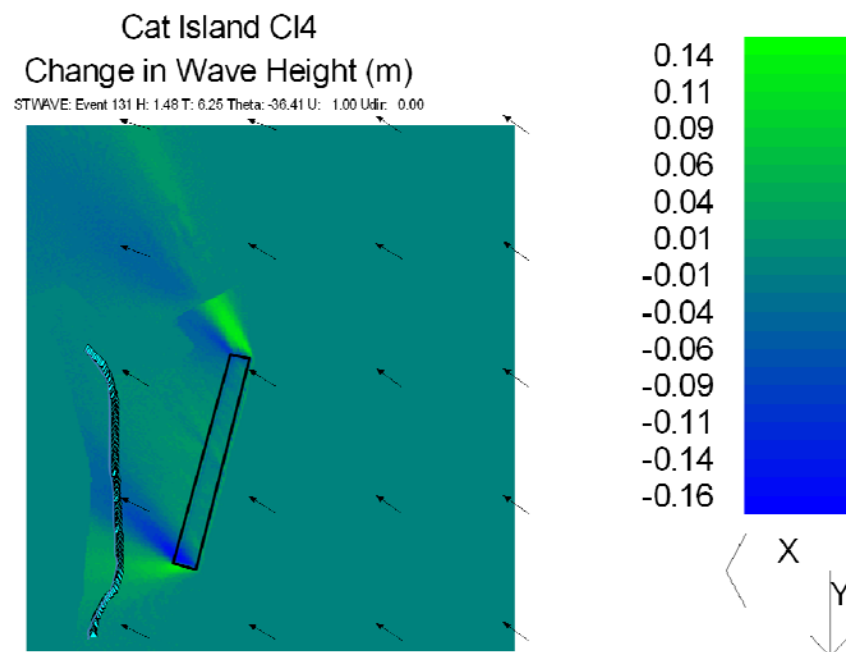 Cat Island CI4
Change in Wave Height (m)
STWAVE: Event 131 H: 1.48 T: 6.25 Theta: -36.41 U: 1.00 Udir: 0.00
0.14
0.11
0.09
0.06
0.04
0.01
-0.01
-0.04
-0.06
-0.09
-0.11
-0.14
-0.16
X
Y